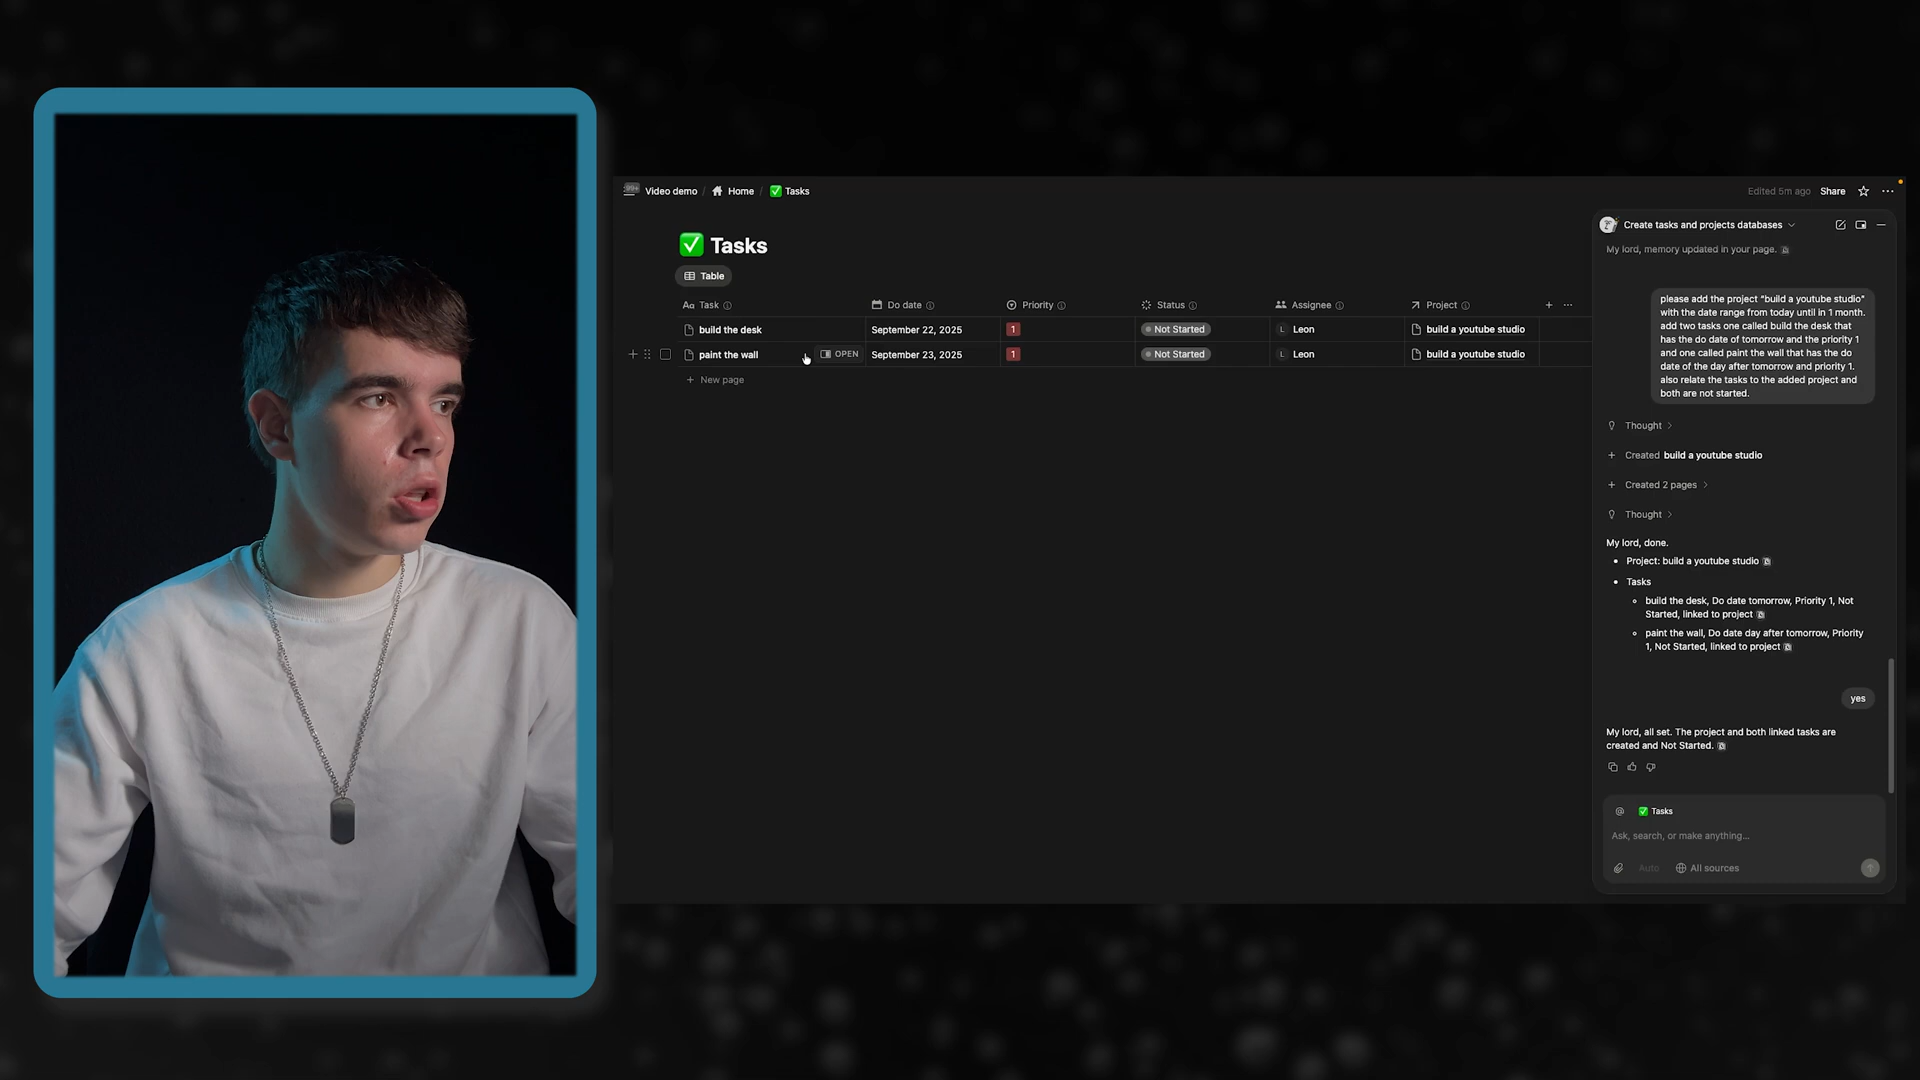 Video demo / Home / Tasks
Edited 5m ago Share
Tasks
Table
Task Do date Priority Status Assignee Project
build the desk September 22, 2025 1 Not Started L Leon build a youtube studio
paint the wall OPEN September 23, 2025 1 Not Started L Leon build a youtube studio
New page
Create tasks and projects databases
My lord, memory updated in your page.
please add the project "build a youtube studio"
with the date range from today until in 1 month.
add two tasks one called build the desk that
has the do date of tomorrow and the priority 1
and one called paint the wall that has the do
date of the day after tomorrow and priority 1.
also relate the tasks to the added project and
both are not started.
Thought
Created build a youtube studio
Created 2 pages
Thought
My lord, done.
Project: build a youtube studio
Tasks
build the desk, Do date tomorrow, Priority 1, Not
Started, linked to project
paint the wall, Do date day after tomorrow, Priority
1, Not Started, linked to project
yes
My lord, all set. The project and both linked tasks are
created and Not Started.
@ Tasks
Ask, search, or make anything...
Auto All sources